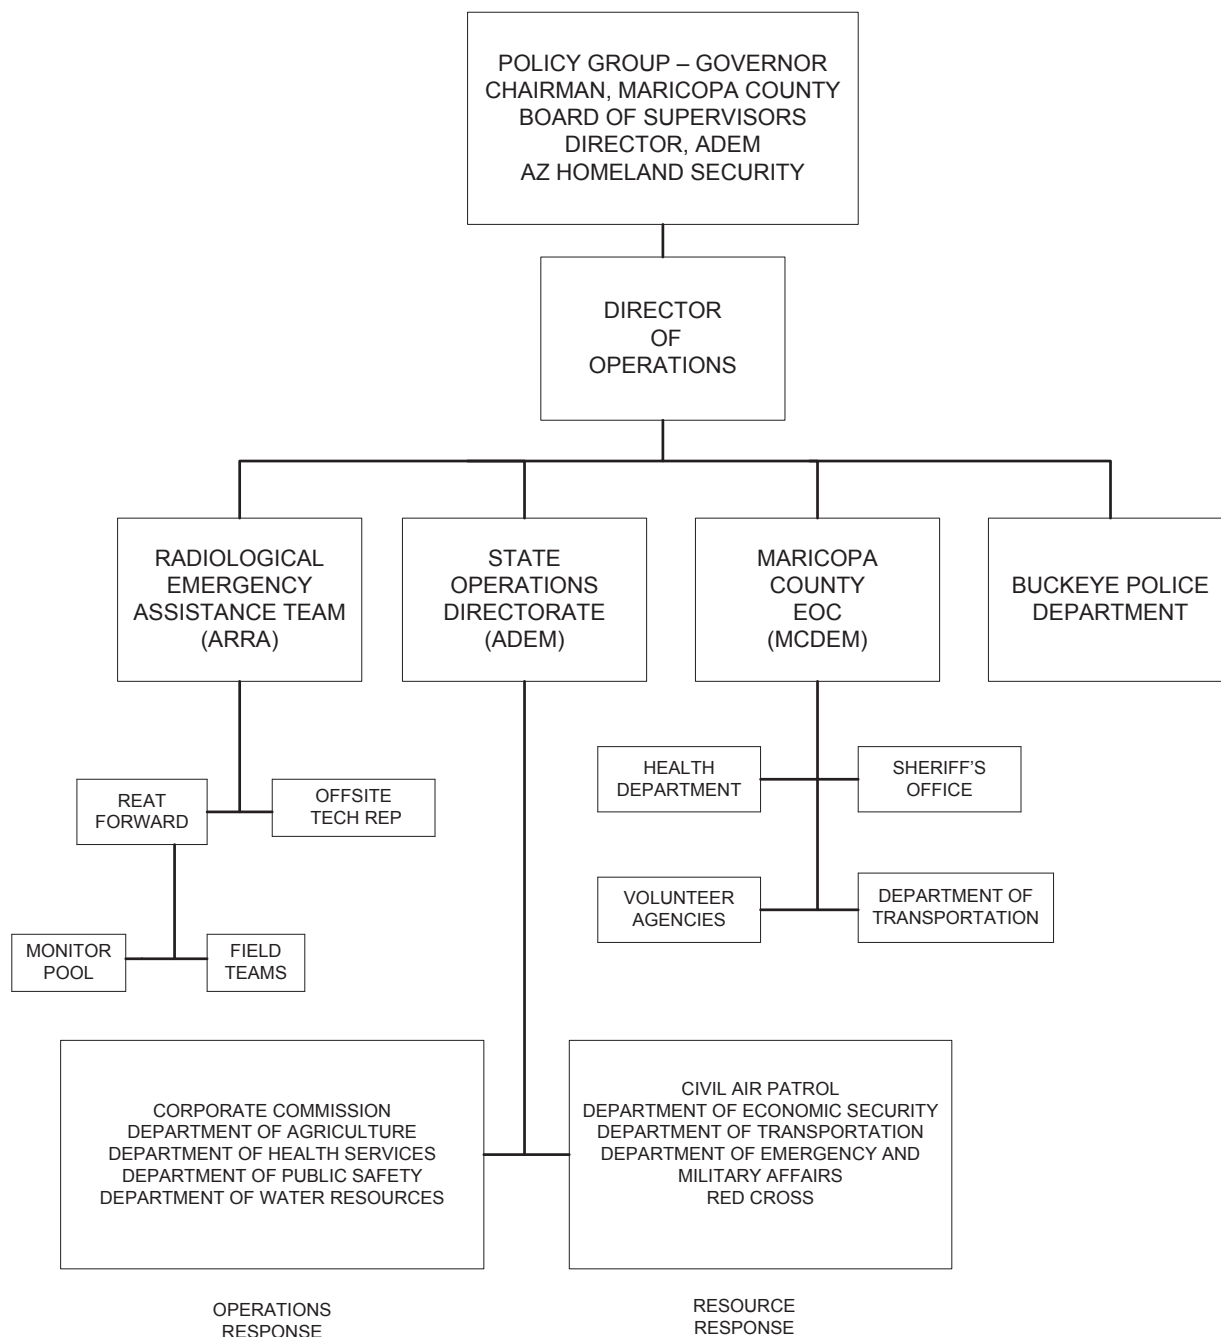 POLICY GROUP – GOVERNOR
CHAIRMAN, MARICOPA COUNTY
BOARD OF SUPERVISORS
DIRECTOR, ADEM
AZ HOMELAND SECURITY
DIRECTOR
OF
OPERATIONS
RADIOLOGICAL
EMERGENCY
ASSISTANCE TEAM
(ARRA)
STATE
OPERATIONS
DIRECTORATE
(ADEM)
MARICOPA
COUNTY
EOC
(MCDEM)
BUCKEYE POLICE
DEPARTMENT
HEALTH
DEPARTMENT
SHERIFF’S
OFFICE
REAT
FORWARD
OFFSITE
TECH REP
VOLUNTEER
AGENCIES
DEPARTMENT OF
TRANSPORTATION
MONITOR
POOL
FIELD
TEAMS
CORPORATE COMMISSION
DEPARTMENT OF AGRICULTURE
DEPARTMENT OF HEALTH SERVICES
DEPARTMENT OF PUBLIC SAFETY
DEPARTMENT OF WATER RESOURCES
CIVIL AIR PATROL
DEPARTMENT OF ECONOMIC SECURITY
DEPARTMENT OF TRANSPORTATION
DEPARTMENT OF EMERGENCY AND
MILITARY AFFAIRS
RED CROSS
OPERATIONS
RESPONSE
RESOURCE
RESPONSE